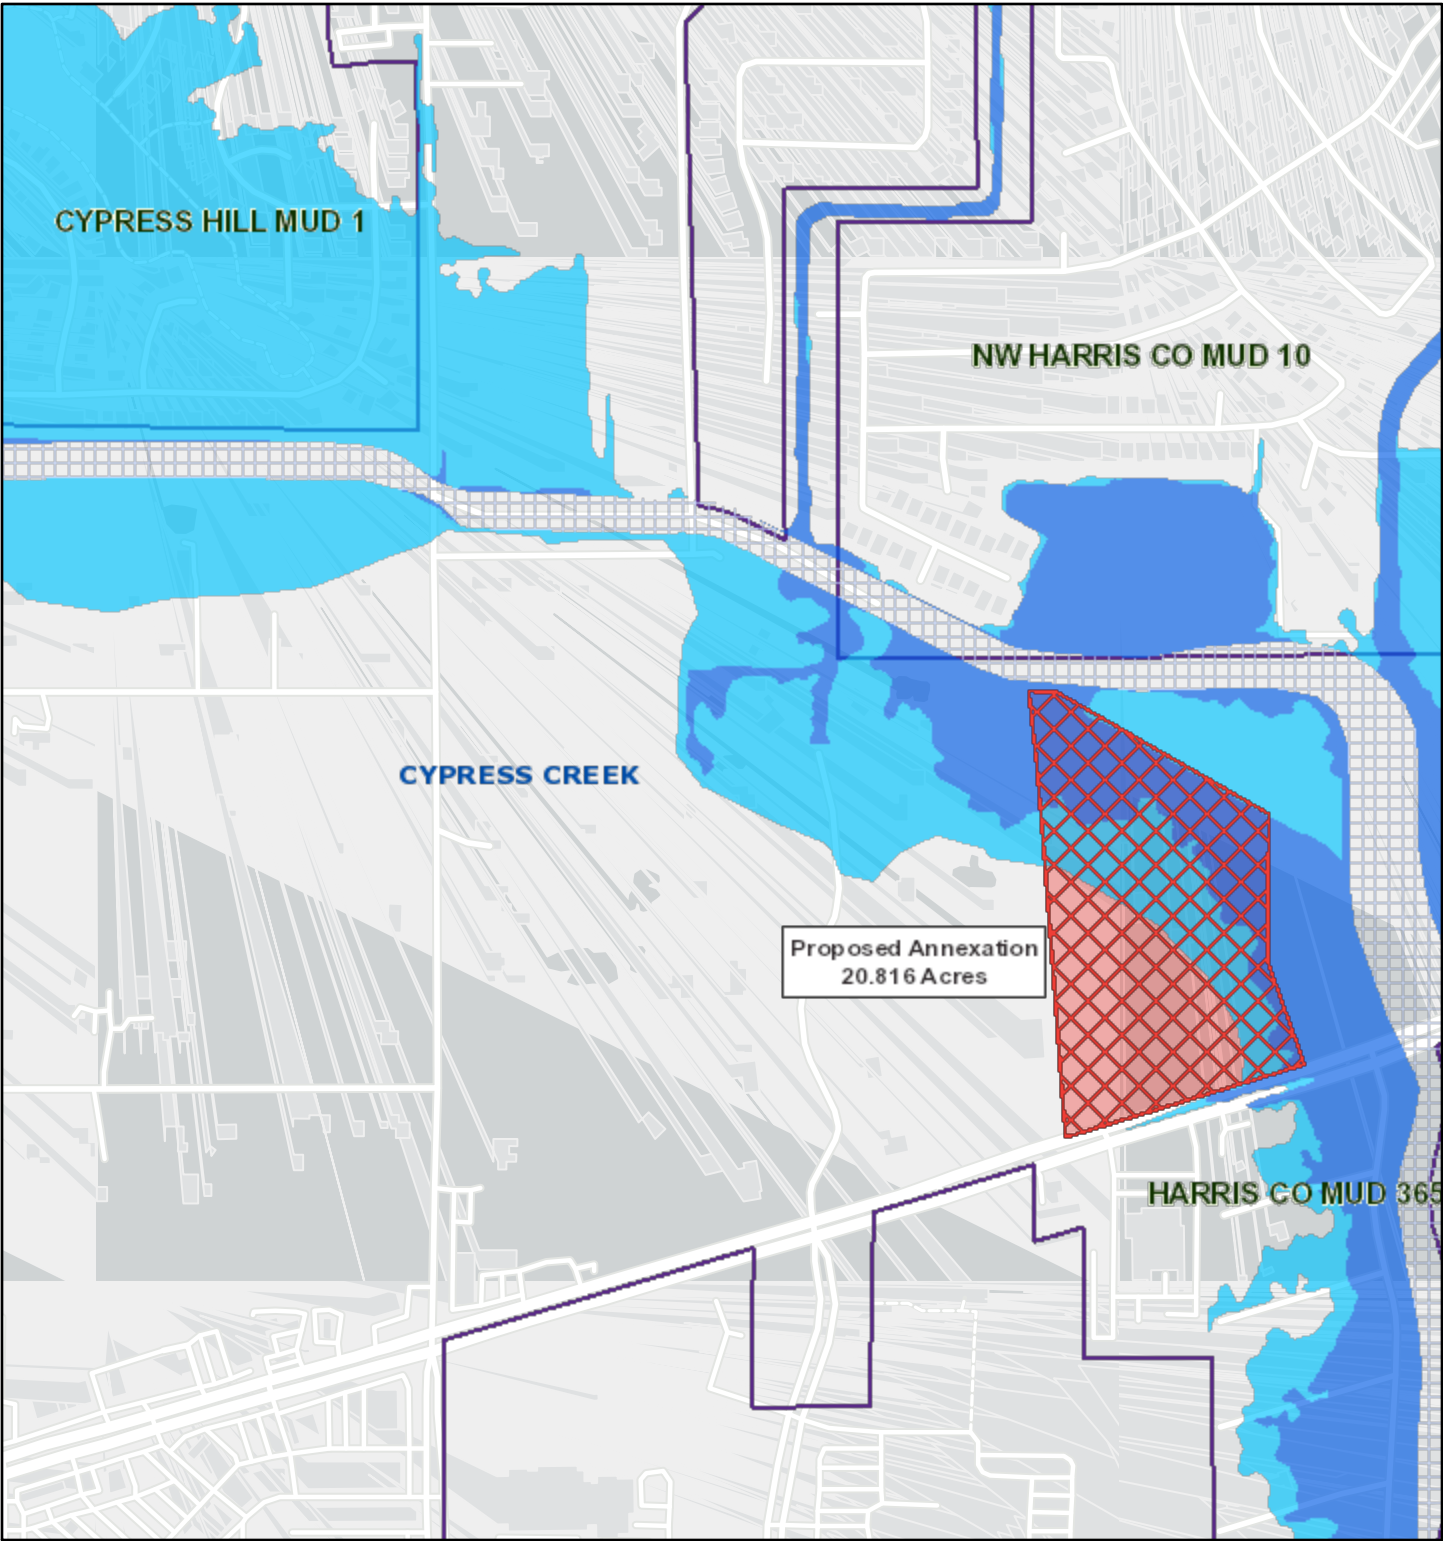 CYPRESS HILL MUD 1
NW HARRIS CO MUD 10
CYPRESS CREEK
Proposed Annexation
20.816 Acres
HARRIS CO MUD 365